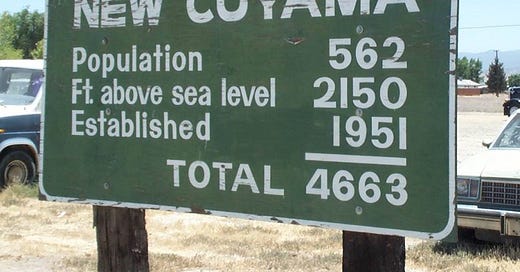 NEW CUYAMA
Population 562
Ft. above sea level 2150
Established 1951
TOTAL 4663